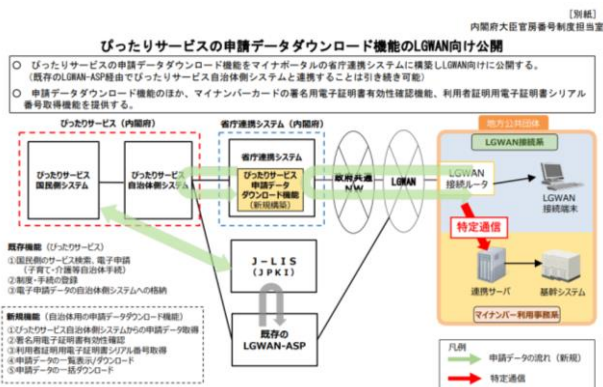 [別紙]
内閣府大臣官房番号制度担当室
ぴったりサービスの申請データダウンロード機能のLGWAN向け公開
○ ぴったりサービスの申請データダウンロード機能をマイナポータルの省庁連携システムに構築しLGWAN向けに公開する。
(既存のLGWAN-ASP経由でぴったりサービス自治体側システムと連携することは引き続き可能)
○ 申請データダウンロード機能のほか、マイナンバーカードの署名用電子証明書有効性確認機能、利用者証明用電子証明書シリアル
番号取得機能を提供する。
ぴったりサービス(内閣府)
省庁連携システム(内閣府)
地方公共団体
LGWAN接続系
ぴったりサービス
国民側システム
ぴったりサービス
自治体側システム
省庁連携システム
ぴったりサービス
申請データ
ダウンロード機能
(新規構築)
政府共通
NW
LGWAN
LGWAN
接続ルータ
LGWAN
接続端末
特定通信
連携サーバ
基幹システム
マイナンバー利用事務系
J-LIS
(JPKI)
既存の
LGWAN-ASP
既存機能(ぴったりサービス)
①国民側のサービス検索、電子申請
(子育て・介護等自治体手続)
②制度・手続の登録
③電子申請データの自治体側システムへの格納
新規機能(自治体用の申請データダウンロード機能)
①ぴったりサービス自治体側システムからの申請データ取得
②署名用電子証明書有効性確認
③利用者証明用電子証明書シリアル番号取得
④申請データの一覧表示/ダウンロード
⑤申請データの一括ダウンロード
凡例
申請データの流れ(新規)
特定通信